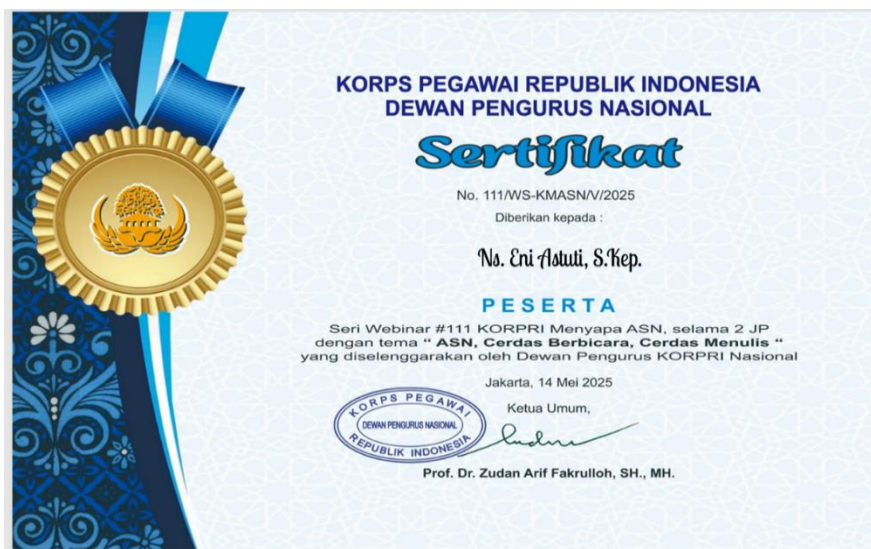 KORPS PEGAWAI REPUBLIK INDONESIA
DEWAN PENGURUS NASIONAL
Sertifikat
No. 111/WS-KMASN/V/2025
Diberikan kepada :
Ns. Eni Astuti, S.Kep.
PESERTA
Seri Webinar #111 KORPRI Menyapa ASN, selama 2 JP
dengan tema “ ASN, Cerdas Berbicara, Cerdas Menulis “
yang diselenggarakan oleh Dewan Pengurus KORPRI Nasional
Jakarta, 14 Mei 2025
Ketua Umum,
KORPS PEGAWAI
DEWAN PENGURUS NASIONAL
REPUBLIK INDONESIA
Prof. Dr. Zudan Arif Fakrulloh, SH., MH.